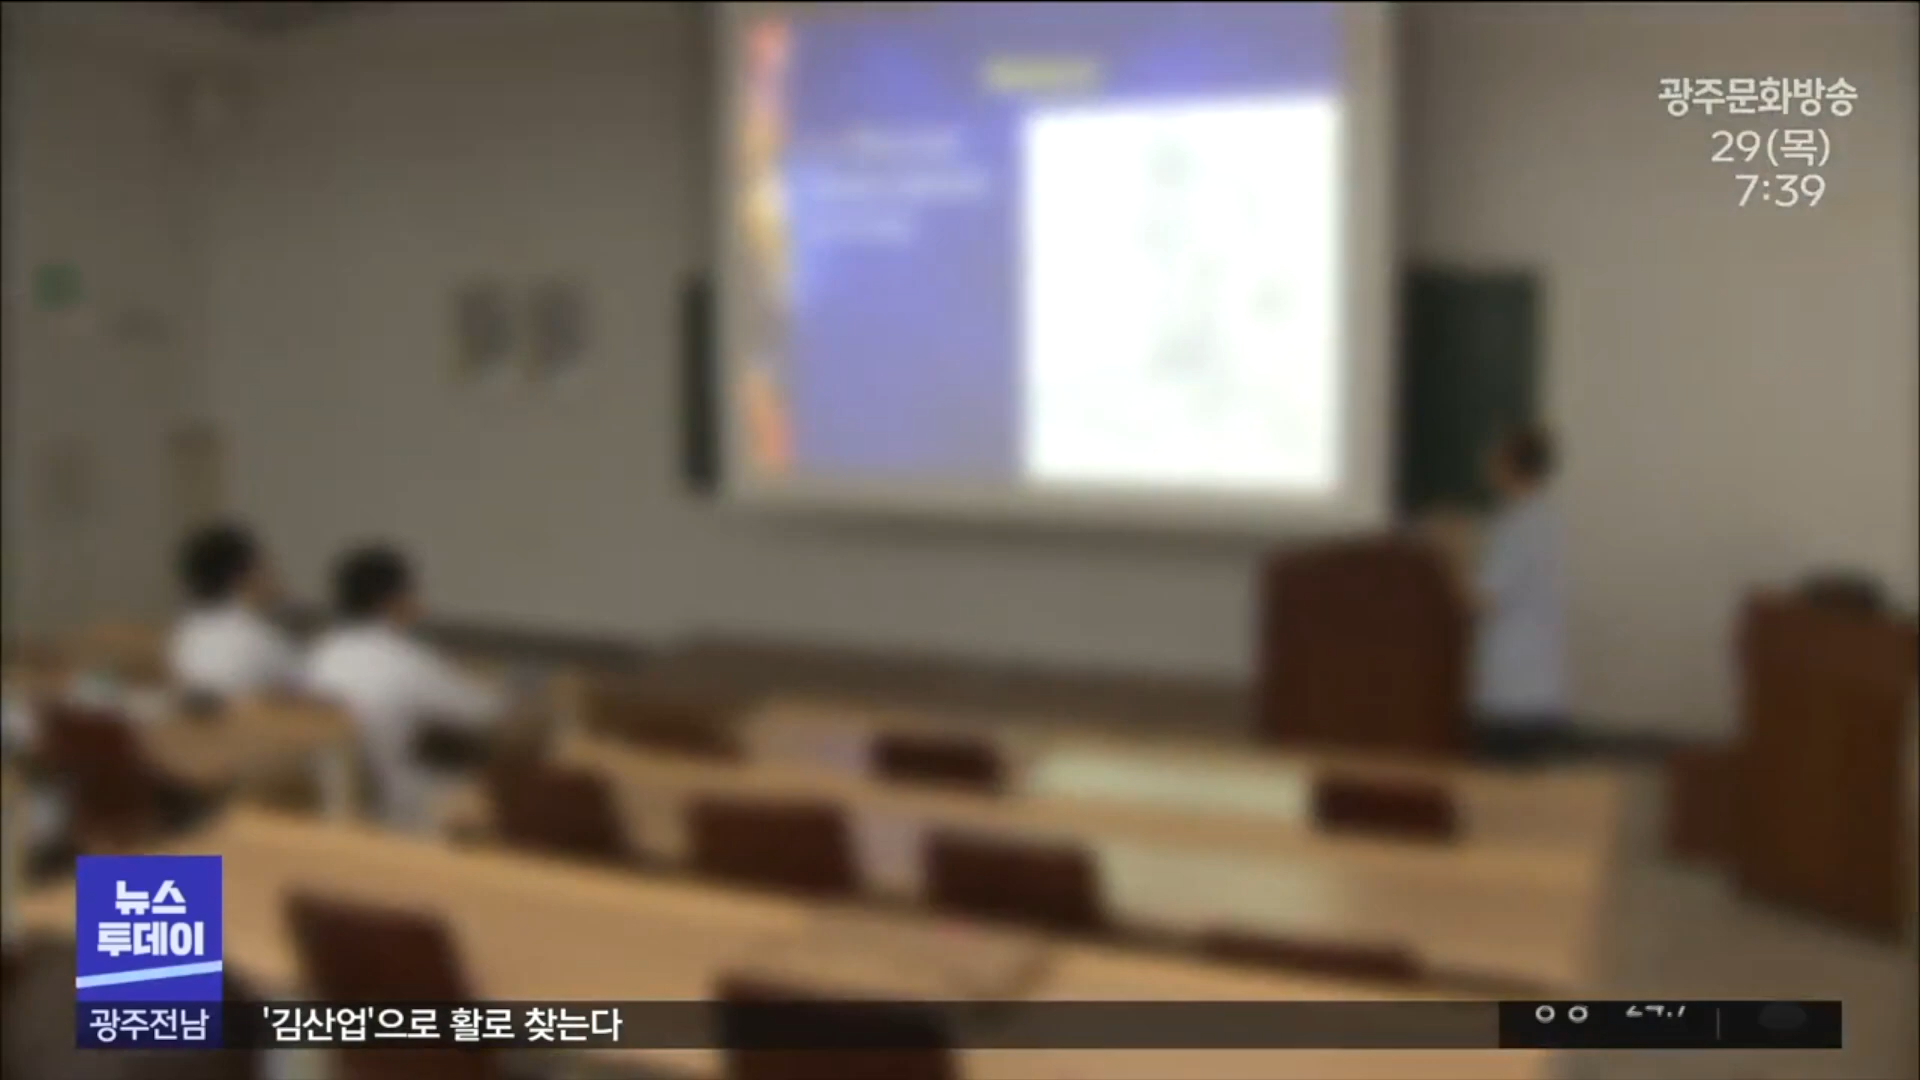 광주문화방송
29(목)
7:39
뉴스
투데이
광주전남
'김산업'으로 활로 찾는다